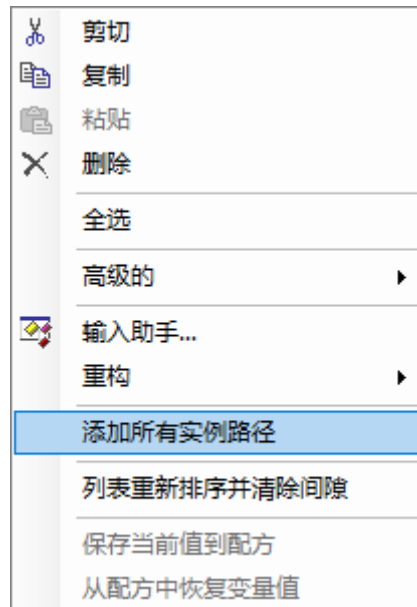 剪切
复制
粘贴
删除
全选
高级的
输入助手...
重构
添加所有实例路径
列表重新排序并清除间隙
保存当前值到配方
从配方中恢复变量值